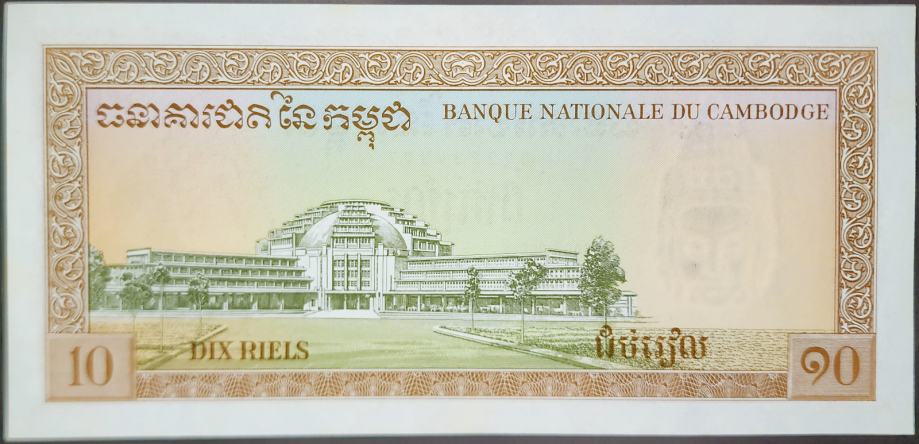 ធនាគារជាតិនៃកម្ពុជា BANQUE NATIONALE DU CAMBODGE
DIX RIELS ដប់រៀល
10 ១០